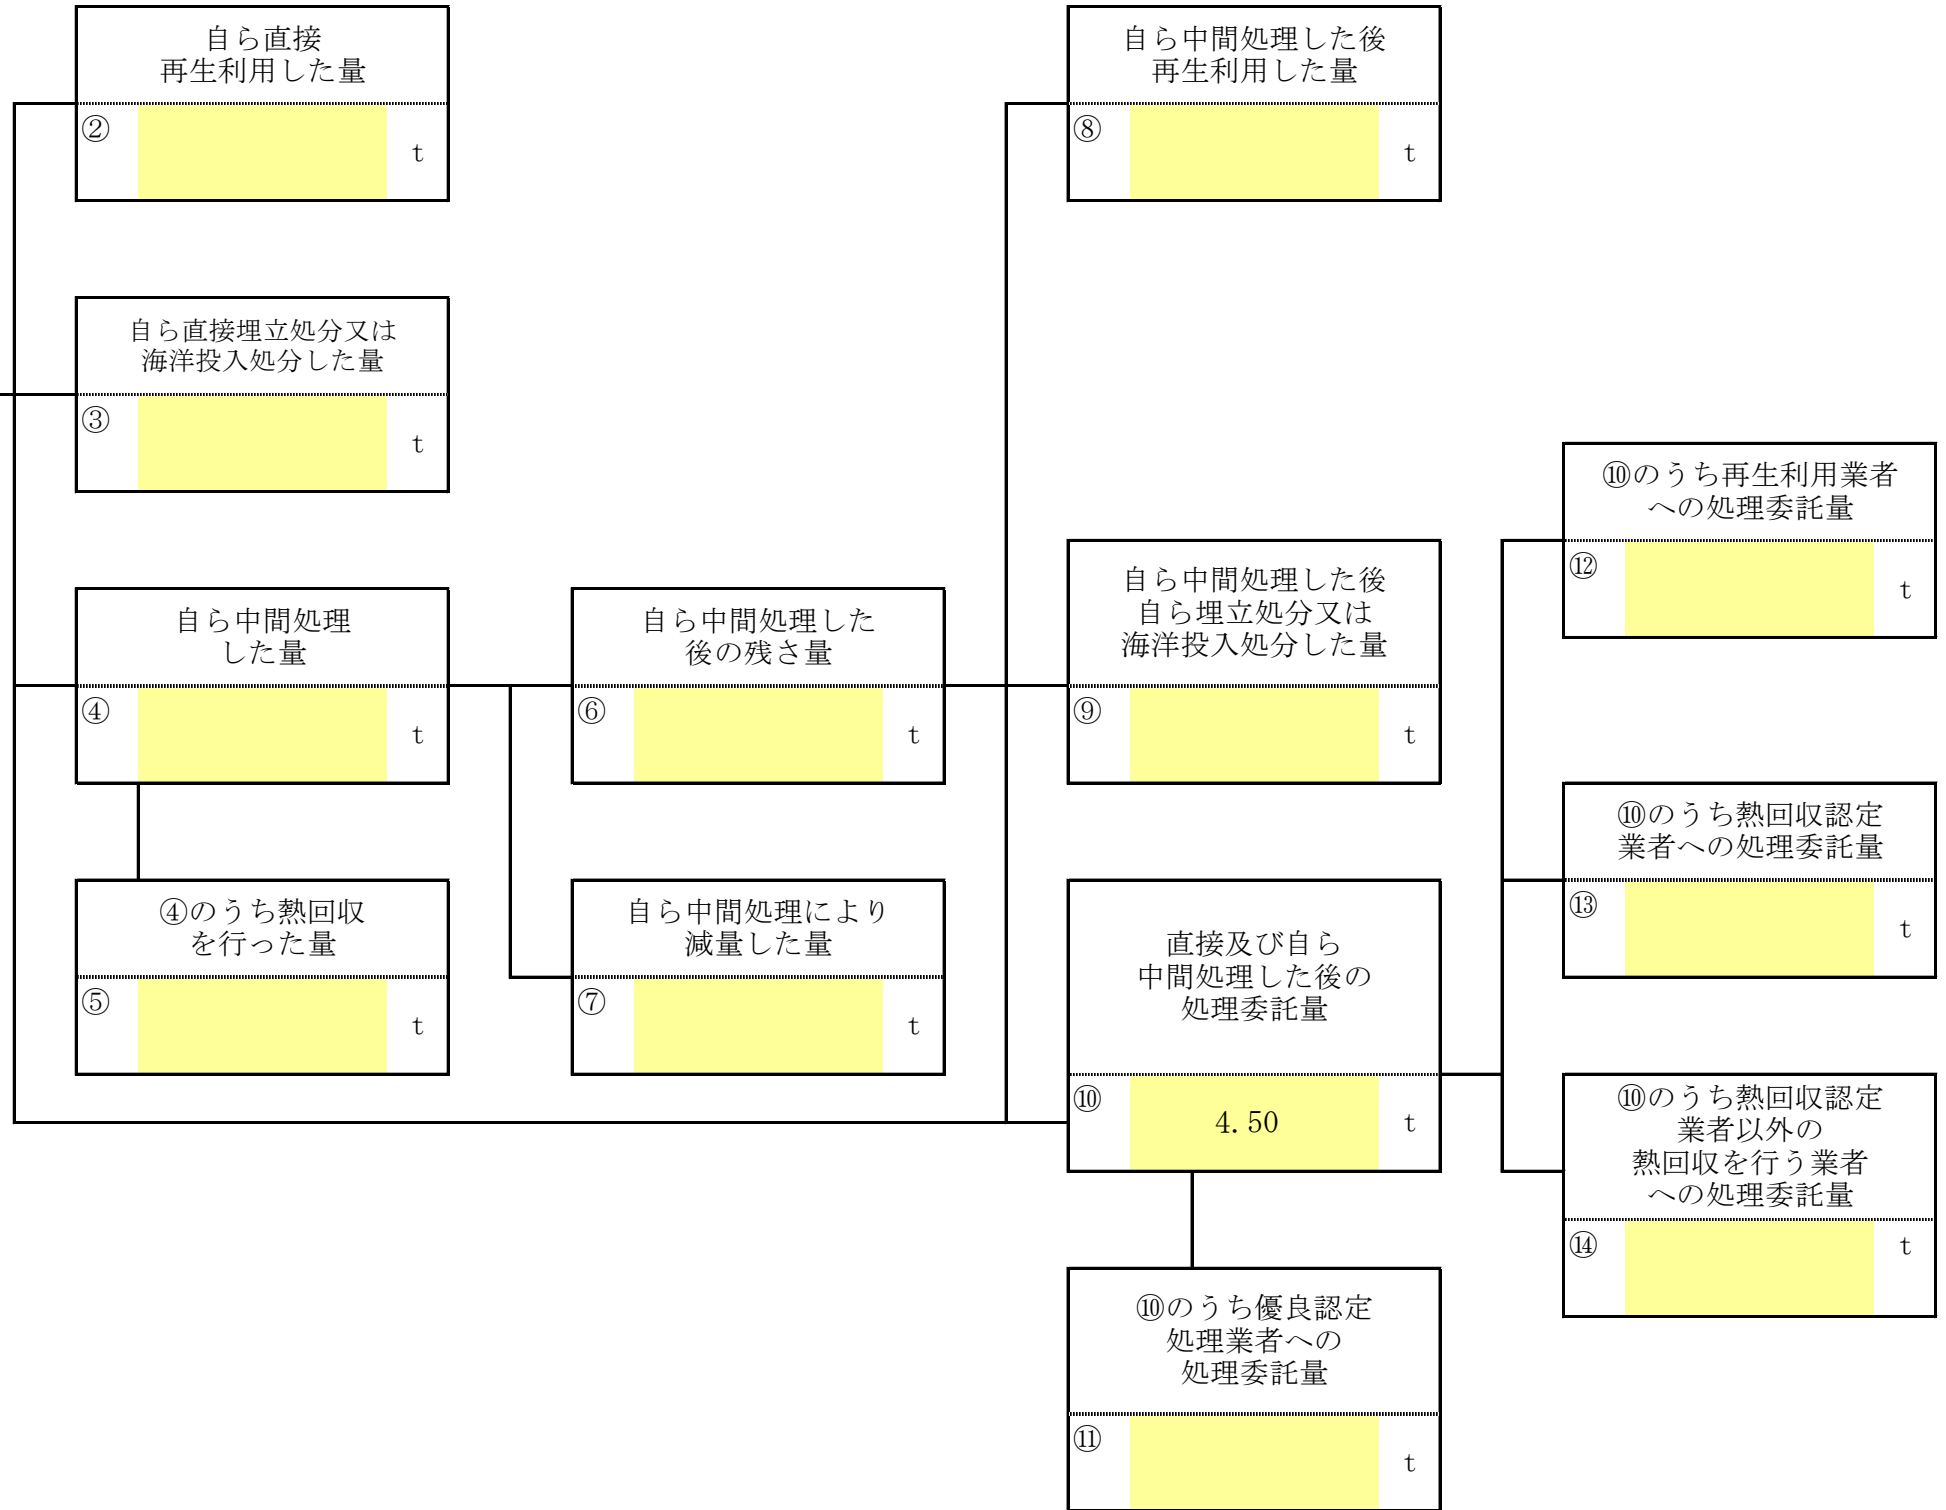 自ら直接
再生利用した量
②
t
自ら中間処理した後
再生利用した量
⑧
t
自ら直接埋立処分又は
海洋投入処分した量
③
t
⑩のうち再生利用業者
への処理委託量
⑫
t
自ら中間処理
した量
④
t
自ら中間処理した
後の残さ量
⑥
t
自ら中間処理した後
自ら埋立処分又は
海洋投入処分した量
⑨
t
⑩のうち熱回収認定
業者への処理委託量
⑬
t
④のうち熱回収
を行った量
⑤
t
自ら中間処理により
減量した量
⑦
t
直接及び自ら
中間処理した後の
処理委託量
⑩
4.50
t
⑩のうち熱回収認定
業者以外の
熱回収を行う業者
への処理委託量
⑭
t
⑩のうち優良認定
処理業者への
処理委託量
⑪
t